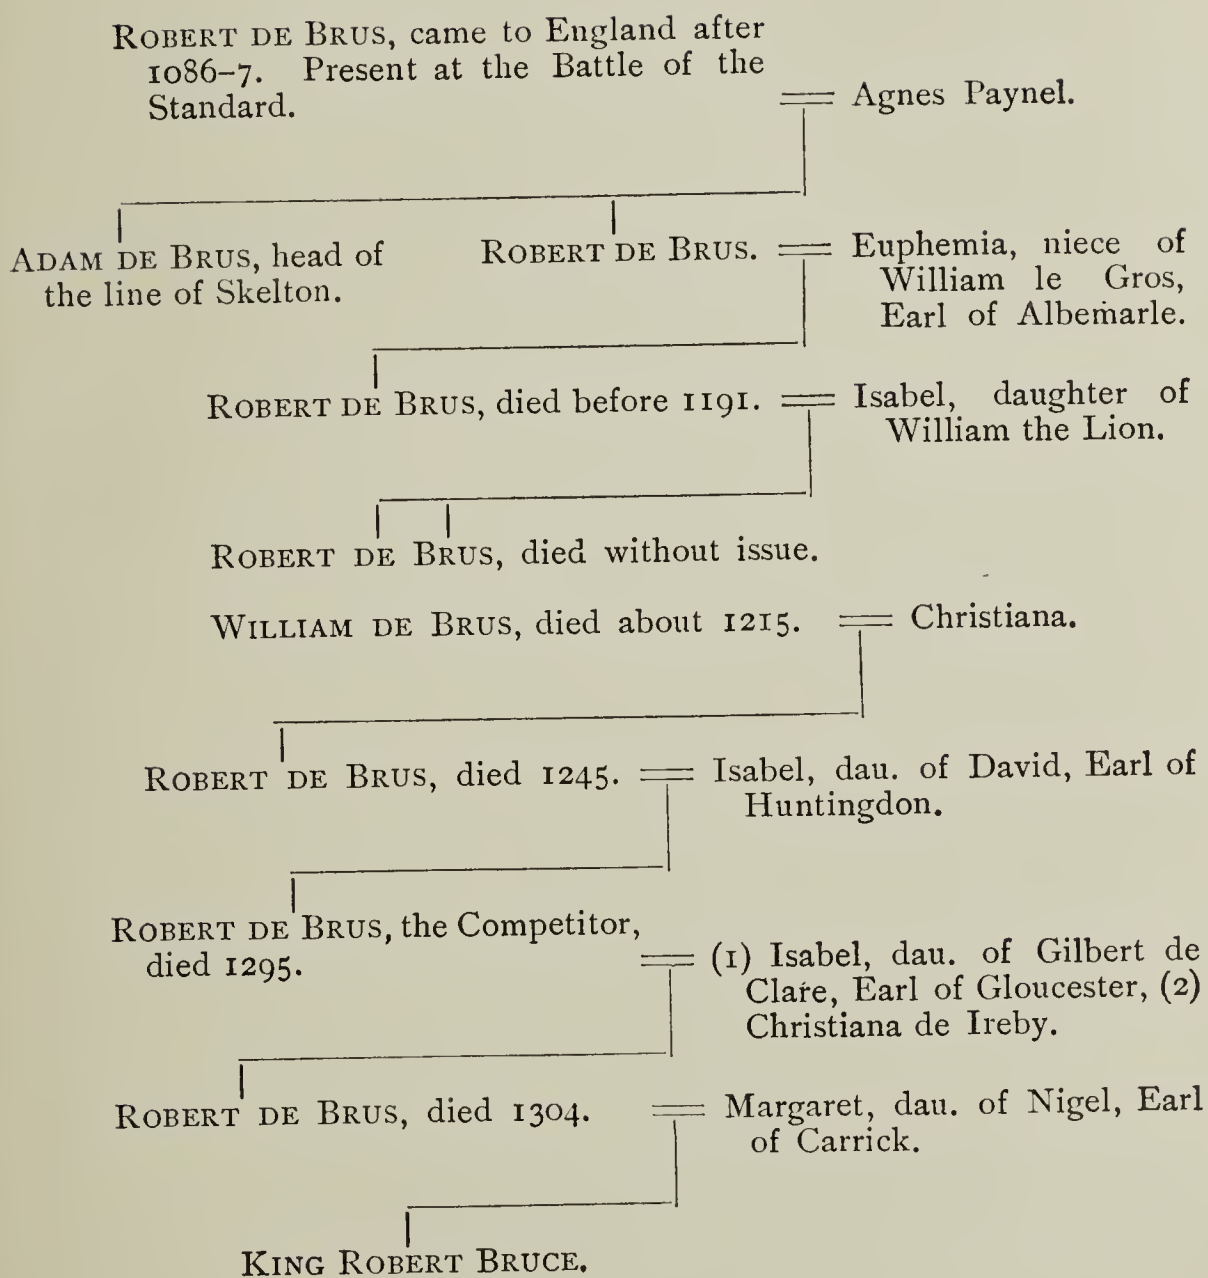 ROBERT DE BRUS, came to England after
1086–7. Present at the Battle of the
Standard.
Agnes Paynel.
ADAM DE BRUS, head of
the line of Skelton.
ROBERT DE BRUS.
Euphemia, niece of
William le Gros,
Earl of Albemarle.
ROBERT DE BRUS, died before 1191.
Isabel, daughter of
William the Lion.
ROBERT DE BRUS, died without issue.
WILLIAM DE BRUS, died about 1215.
Christiana.
ROBERT DE BRUS, died 1245.
Isabel, dau. of David, Earl of
Huntingdon.
ROBERT DE BRUS, the Competitor,
died 1295.
(1) Isabel, dau. of Gilbert de
Clare, Earl of Gloucester, (2)
Christiana de Ireby.
ROBERT DE BRUS, died 1304.
Margaret, dau. of Nigel, Earl
of Carrick.
KING ROBERT BRUCE.